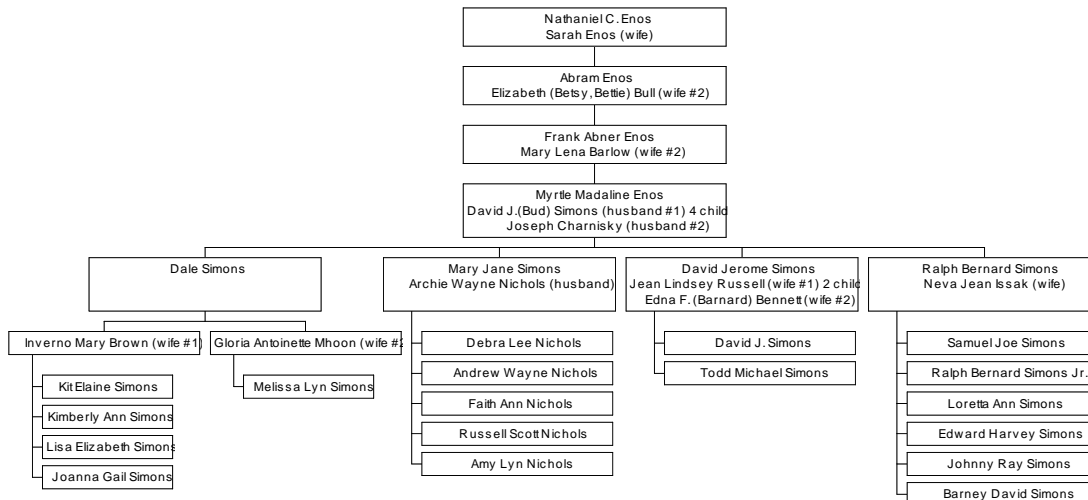 Nathaniel C. Enos
Sarah Enos (wife)
Abram Enos
Elizabeth (Betsy, Bettie) Bull (wife #2)
Frank Abner Enos
Mary Lena Barlow (wife #2)
Myrtle Madaline Enos
David J.(Bud) Simons (husband #1) 4 child
Joseph Charnisky (husband #2)
Dale Simons
Mary Jane Simons
Archie Wayne Nichols (husband)
David Jerome Simons
Jean Lindsey Russell (wife #1) 2 child
Edna F. (Barnard) Bennett (wife #2)
Ralph Bernard Simons
Neva Jean Issak (wife)
Inverno Mary Brown (wife #1)
Kit Elaine Simons
Kimberly Ann Simons
Lisa Elizabeth Simons
Joanna Gail Simons
Gloria Antoinette Mhoon (wife #2
Melissa Lyn Simons
Debra Lee Nichols
Andrew Wayne Nichols
Faith Ann Nichols
Russell Scott Nichols
Amy Lyn Nichols
David J. Simons
Todd Michael Simons
Samuel Joe Simons
Ralph Bernard Simons Jr.
Loretta Ann Simons
Edward Harvey Simons
Johnny Ray Simons
Barney David Simons